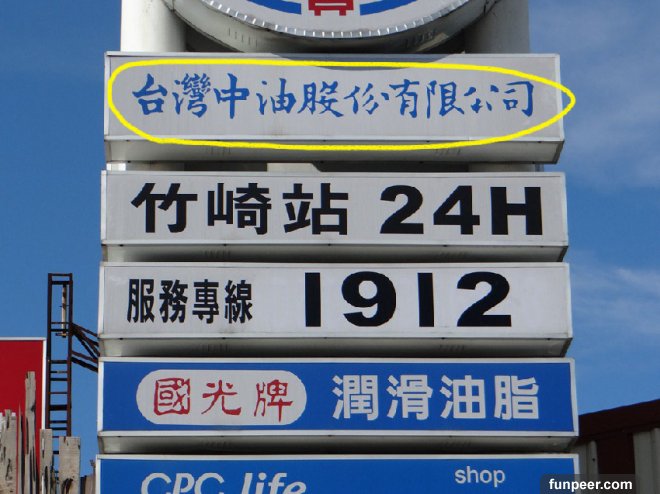 台灣中油股份有限公司
竹崎站 24H
服務專線 1912
國光牌 潤滑油脂
CPC life shop
funpeer.com